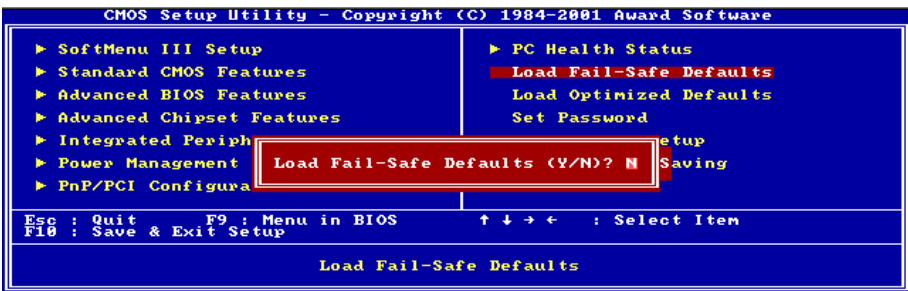 CMOS Setup Utility - Copyright (C) 1984-2001 Award Software
▶ SoftMenu III Setup
▶ Standard CMOS Features
▶ Advanced BIOS Features
▶ Advanced Chipset Features
▶ Integrated Periph
▶ Power Management
▶ PnP/PCI Configura
▶ PC Health Status
Load Fail-Safe Defaults
Load Optimized Defaults
Set Password
etup
Saving
Load Fail-Safe Defaults (Y/N)? N
Esc : Quit F9 : Menu in BIOS ↑ ↓ → ← : Select Item
F10 : Save & Exit Setup
Load Fail-Safe Defaults